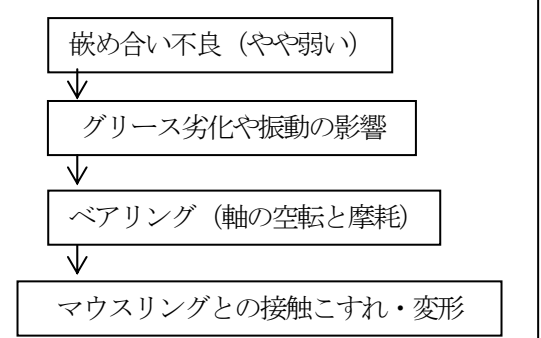 嵌め合い不良（やや弱い）
グリース劣化や振動の影響
ベアリング（軸の空転と摩耗）
マウスリングとの接触こすれ・変形